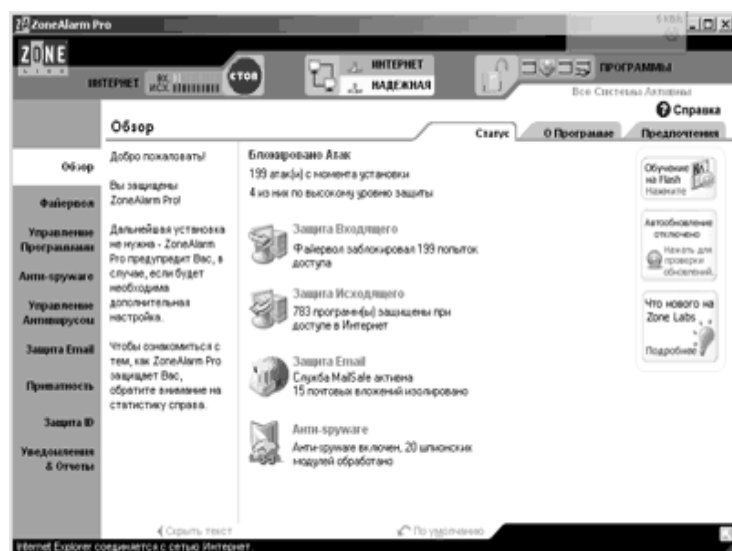 ZoneAlarm Pro
5 KB/s
ZONE
LABS
ИНТЕРНЕТ
ВХ.
ИСХ.
СТОП
ИНТЕРНЕТ
НАДЕЖНАЯ
ПРОГРАММЫ
Все Системы Активны
Справка
Обзор
Статус
О Программе
Предпочтения
Обзор
Файервол
Управление
Программами
Анти-spyware
Управление
Антивирусом
Защита Email
Приватность
Защита ID
Уведомления
& Отчеты
Добро пожаловать!
Вы защищены
ZoneAlarm Pro!
Дальнейшая установка
не нужна - ZoneAlarm
Pro предупредит Вас, в
случае, если будет
необходима
дополнительная
настройка.
Чтобы ознакомиться с
тем, как ZoneAlarm Pro
защищает Вас,
обратите внимание на
статистику справа.
Блокировано Атак
199 атак(и) с момента установки
4 из них по высокому уровню защиты
Защита Входящего
Файервол заблокировал 199 попыток
доступа
Защита Исходящего
783 программ(ы) защищены при
доступе в Интернет
Защита Email
Служба MailSafe активна
15 почтовых вложений изолировано
Анти-spyware
Анти-spyware включен, 20 шпионских
модулей обработано
Обучение
на Flash
Нажмите
Автообновление
отключено
Нажать для
проверки
обновлений.
Что нового на
Zone Labs
Подробнее
Скрыть текст
По умолчанию
Internet Explorer соединяется с сетью Интернет.